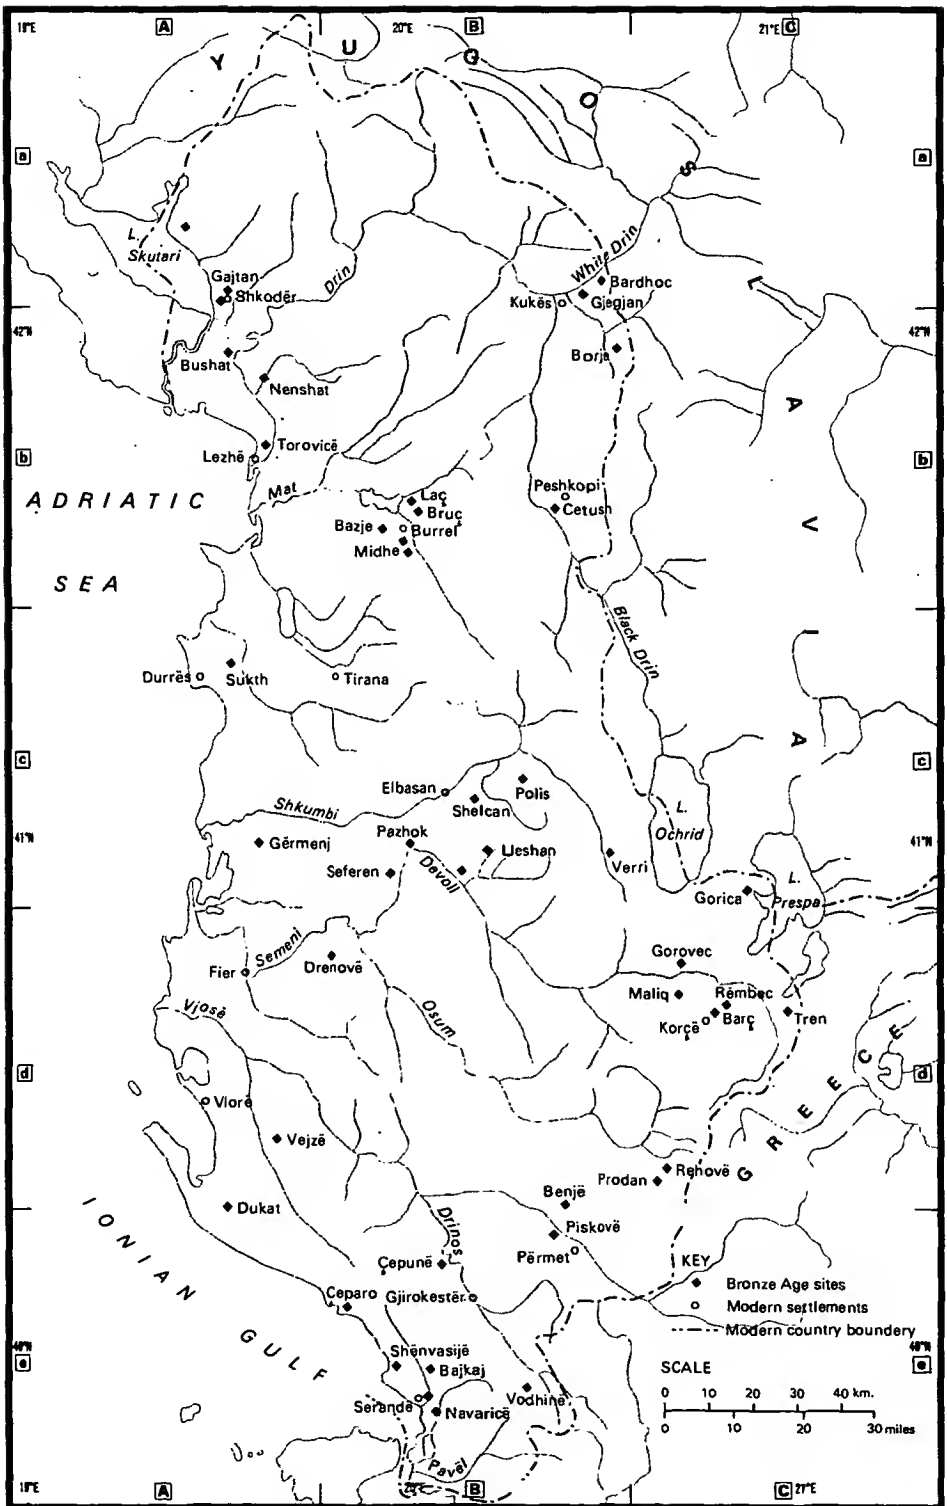 19°E
A
20°E
B
21°E
C
Y U G O S L A V I A
a
a
L. Skutari
Gajtan
Shkodër
Drin
White Drin
Bardhoc
Kukës
Gjegjan
42°N
42°N
Bushat
Borje
Nenshat
Torovicë
Lezhë
b
b
Mat
Peshkopi
Laç
ADRIATIC
Bruç
Cetush
Bazje
Burrel
Midhe
SEA
Black Drin
Durrës
Sukth
Tirana
c
c
Elbasan
Polis
Shelcan
Shkumbi
L. Ochrid
Pazhok
41°N
Gërmenj
Lleshan
41°N
Seferen
Devoll
Verri
L. Prespa
Gorica
Semeni
Gorovec
Fier
Drenovë
Maliq
Rëmbec
Vjosë
Osum
Korçë
Barç
Tren
d
d
GREECE
Vlorë
Vejzë
Rehovë
Prodan
Benjë
Dukat
Drinos
Piskovë
IONIAN GULF
Përmet
Çepunë
KEY
Bronze Age sites
Ceparo
Gjirokestër
Modern settlements
Modern country boundery
40°N
Shënvasijë
e
e
Bajkaj
SCALE
Vodhinë
0 10 20 30 40 km.
Serandë
Navaricë
0 10 20 30 miles
Pavël
19°E
A
B
C
21°E